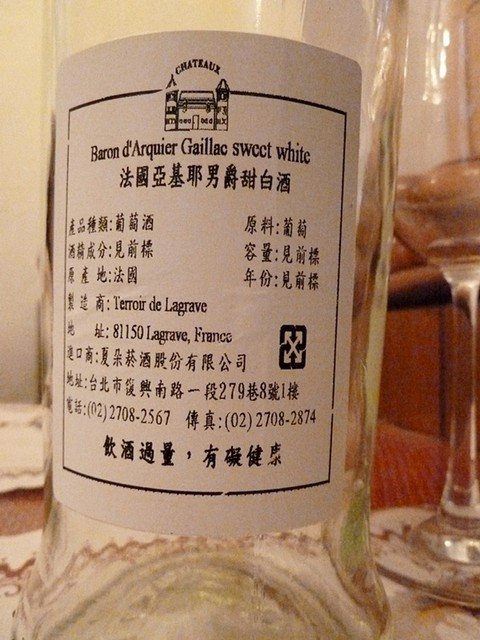 CHATEAUX
Baron d'Arquier Gaillac sweet white
法國亞基耶男爵甜白酒
產品種類:葡萄酒 原料:葡萄
酒精成分:見前標 容量:見前標
原產地:法國 年份:見前標
製造商:Terroir de Lagrave
地址:81150 Lagrave, France
進口商:夏朵菸酒股份有限公司
地址:台北市復興南路一段279巷8號1樓
電話:(02)2708-2567 傳真:(02)2708-2874
飲酒過量，有礙健康